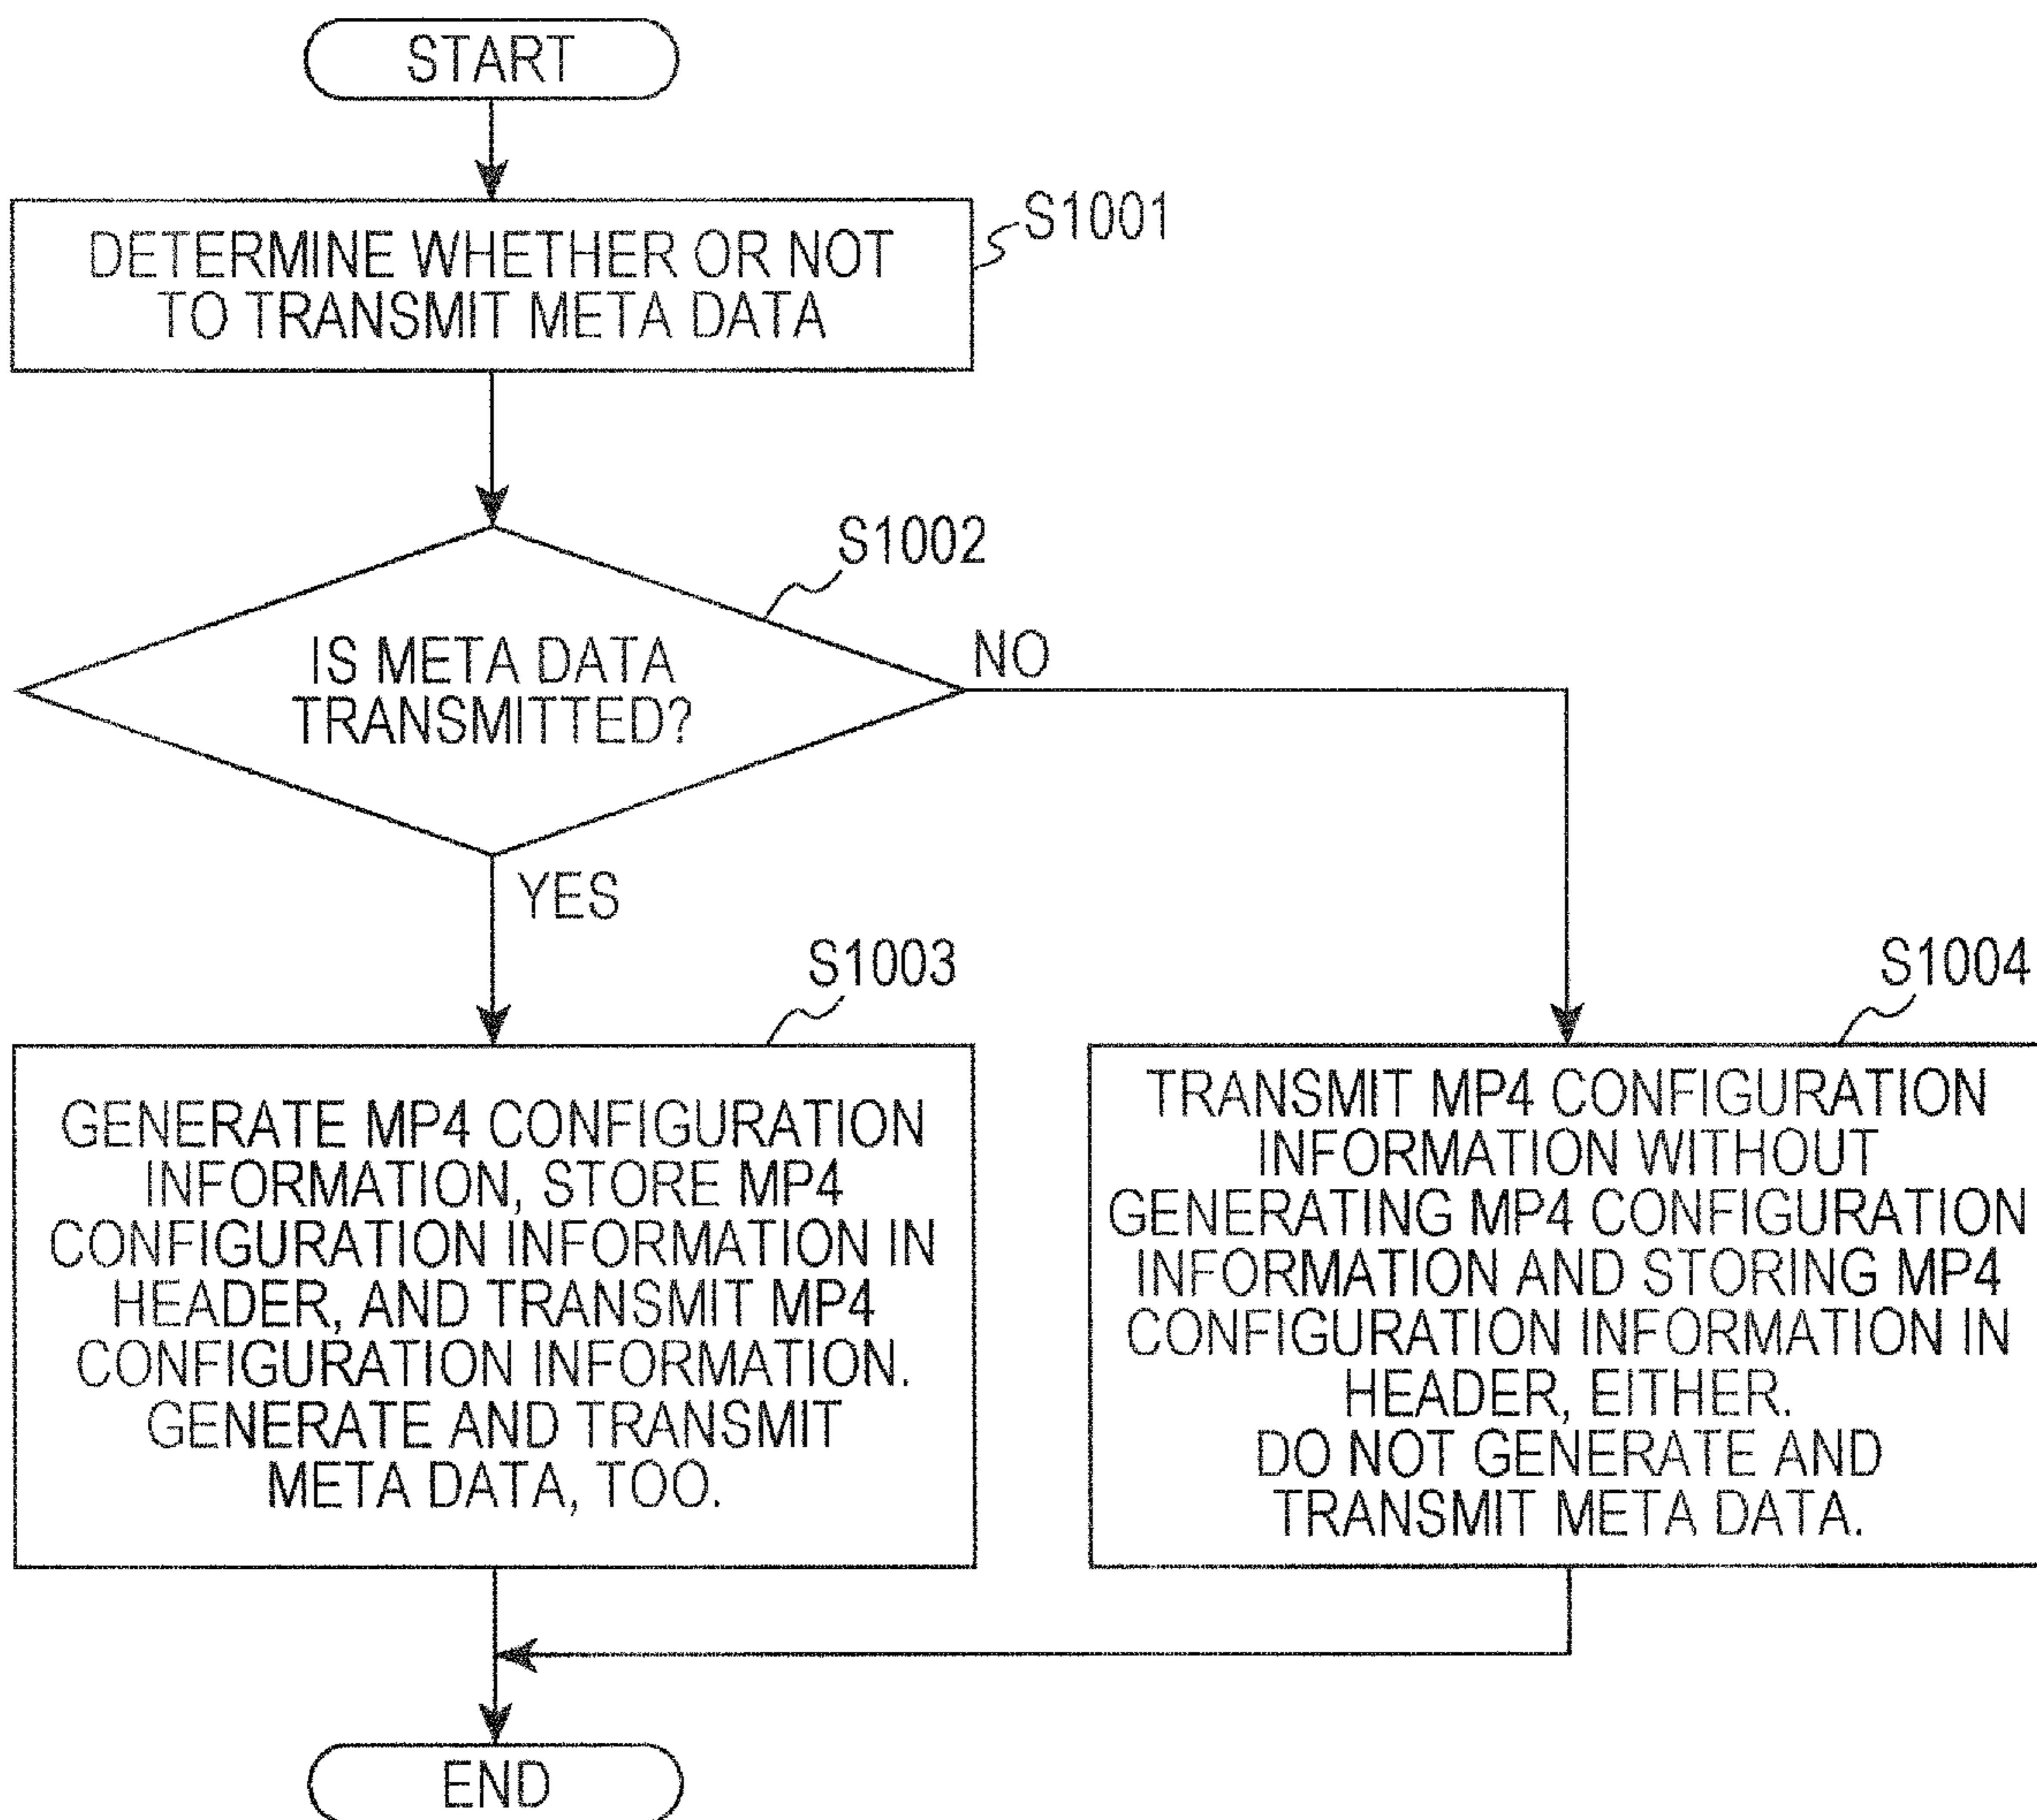 START
S1001
DETERMINE WHETHER OR NOT
TO TRANSMIT META DATA
S1002
IS META DATA
TRANSMITTED?
NO
YES
S1003
GENERATE MP4 CONFIGURATION
INFORMATION, STORE MP4
CONFIGURATION INFORMATION IN
HEADER, AND TRANSMIT MP4
CONFIGURATION INFORMATION.
GENERATE AND TRANSMIT
META DATA, TOO.
S1004
TRANSMIT MP4 CONFIGURATION
INFORMATION WITHOUT
GENERATING MP4 CONFIGURATION
INFORMATION AND STORING MP4
CONFIGURATION INFORMATION IN
HEADER, EITHER.
DO NOT GENERATE AND
TRANSMIT META DATA.
END